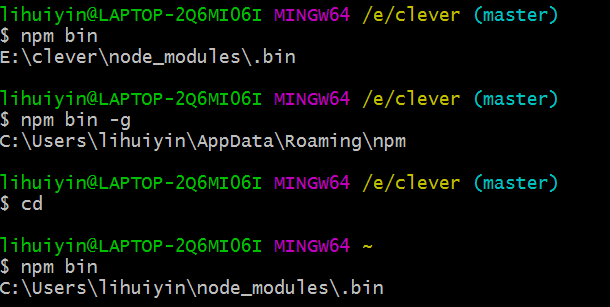 lihuiyin@LAPTOP-2Q6MI06I MINGW64 /e/clever (master)
$ npm bin
E:\clever\node_modules\.bin
lihuiyin@LAPTOP-2Q6MI06I MINGW64 /e/clever (master)
$ npm bin -g
C:\Users\lihuiyin\AppData\Roaming\npm
lihuiyin@LAPTOP-2Q6MI06I MINGW64 /e/clever (master)
$ cd
lihuiyin@LAPTOP-2Q6MI06I MINGW64 ~
$ npm bin
C:\Users\lihuiyin\node_modules\.bin